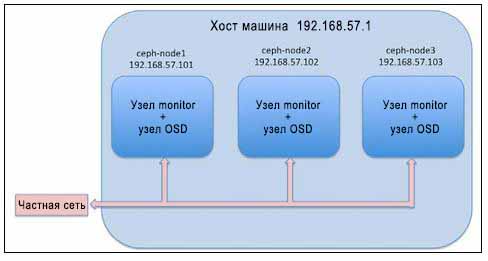 Хост машина 192.168.57.1
ceph-node1
192.168.57.101
ceph-node2
192.168.57.102
ceph-node3
192.168.57.103
Узел monitor
+
узел OSD
Узел monitor
+
узел OSD
Узел monitor
+
узел OSD
Частная сеть